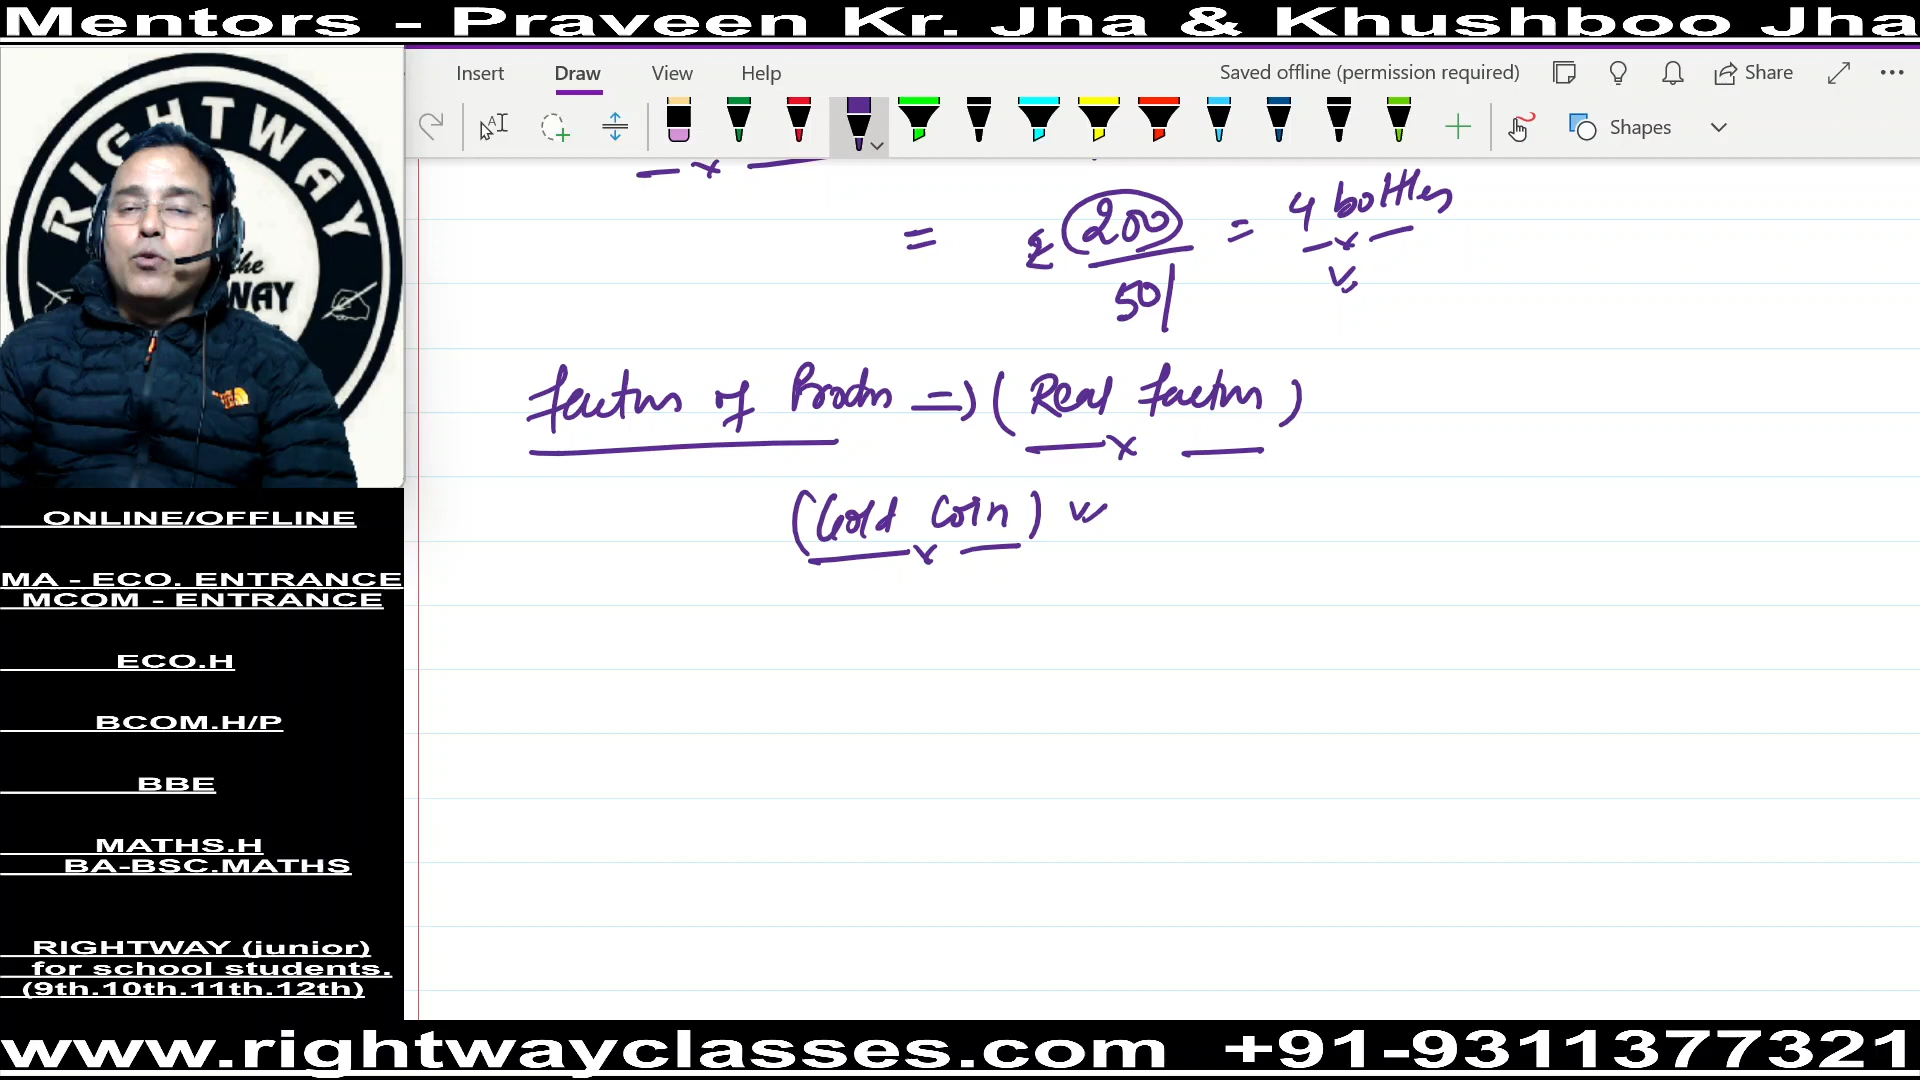 Mentors - Praveen Kr. Jha & Khushboo Jha
Insert Draw View Help Saved offline (permission required) Share
Shapes
RIGHTWAY
the
WAY
= ₹ 200 / 50 = 4 bottles
Factors of Prodn => (Real Factors)
(Gold Coin)
ONLINE/OFFLINE
MA - ECO. ENTRANCE
MCOM - ENTRANCE
ECO.H
BCOM.H/P
BBE
MATHS.H
BA-BSC.MATHS
RIGHTWAY (junior)
for school students.
(9th.10th.11th.12th)
www.rightwayclasses.com +91-9311377321